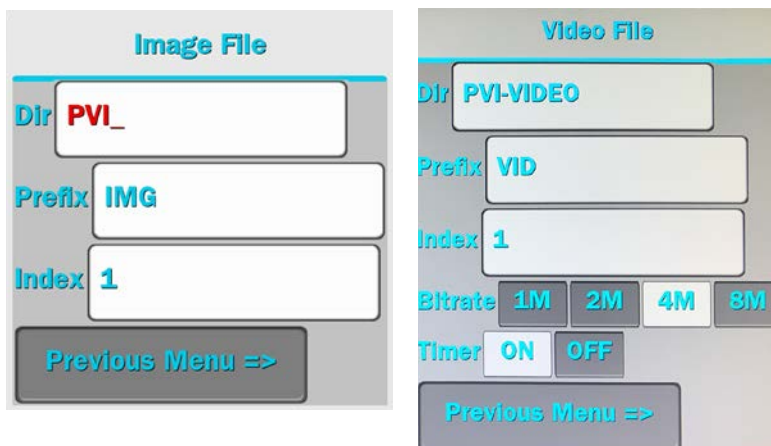 Image File
Dir PVI_
Prefix IMG
Index 1
Previous Menu =>
Video File
Dir PVI-VIDEO
Prefix VID
Index 1
Bitrate 1M 2M 4M 8M
Timer ON OFF
Previous Menu =>